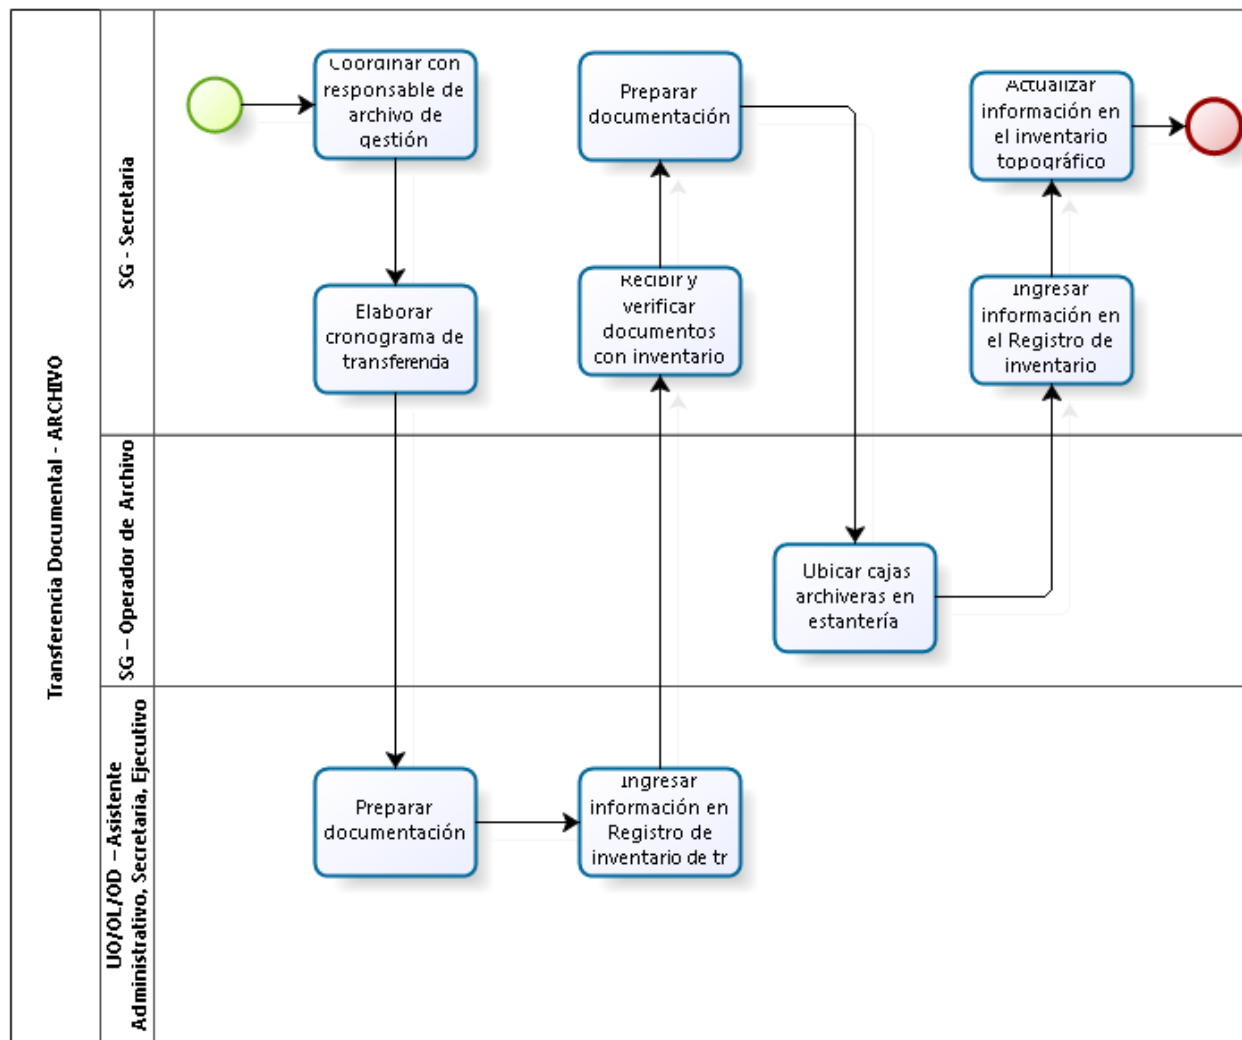 Transferencia Documental - ARCHIVO
SG - Secretaria
Coordinar con
responsable de
archivo de
gestión
Elaborar
cronograma de
transferencia
Recibir y
verificar
documentos
con inventario
Preparar
documentación
Actualizar
información en
el inventario
topográfico
Ingresar
información en
el Registro de
inventario
SG – Operador de Archivo
Ubicar cajas
archiveras en
estantería
UO/OL/OD – Asistente
Administrativo, Secretaria, Ejecutivo
Preparar
documentación
Ingresar
información en
Registro de
inventario de tr